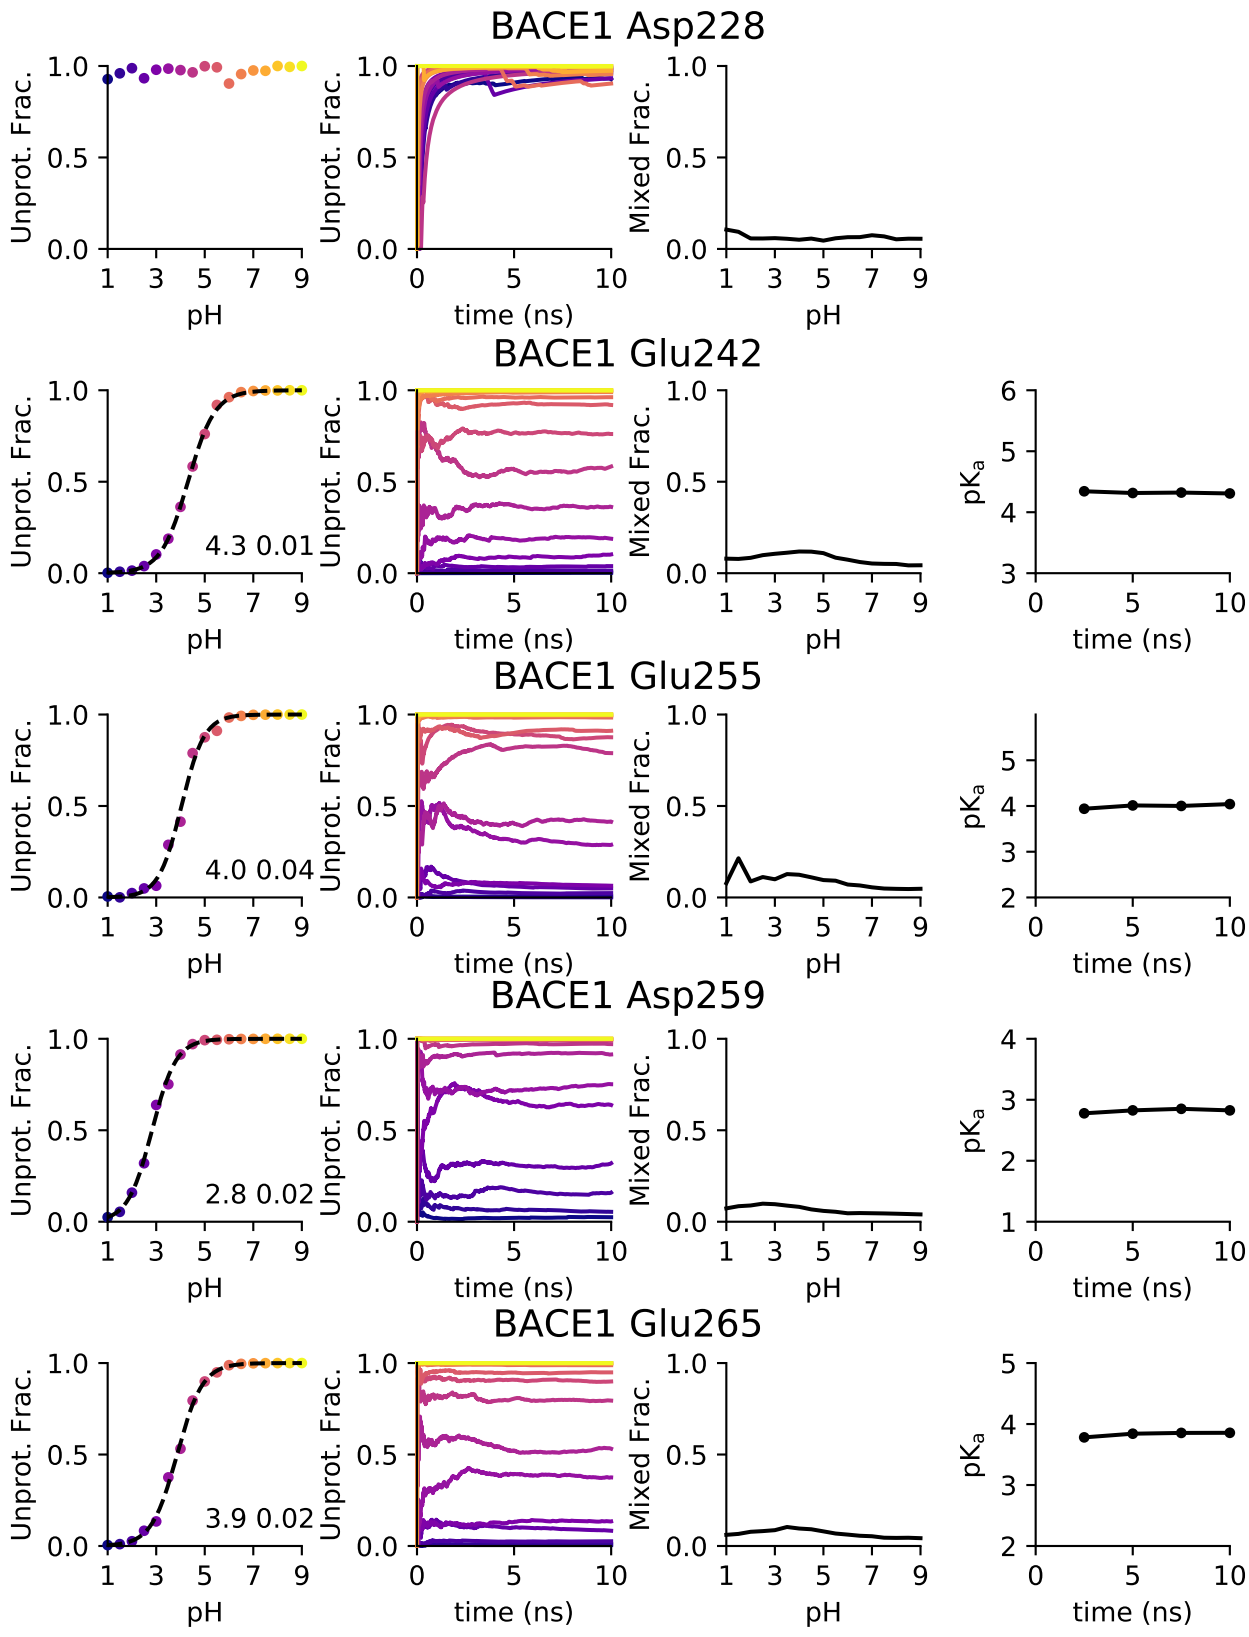 BACE1 Asp228
Unprot. Frac.
1.0
0.5
0.0
1 3 5 7 9
pH
Unprot. Frac.
1.0
0.5
0.0
0 5 10
time (ns)
Mixed Frac.
1.0
0.5
0.0
1 3 5 7 9
pH
BACE1 Glu242
Unprot. Frac.
1.0
0.5
0.0
4.3 0.01
1 3 5 7 9
pH
Unprot. Frac.
1.0
0.5
0.0
0 5 10
time (ns)
Mixed Frac.
1.0
0.5
0.0
1 3 5 7 9
pH
pKa
6
5
4
3
0 5 10
time (ns)
BACE1 Glu255
Unprot. Frac.
1.0
0.5
0.0
4.0 0.04
1 3 5 7 9
pH
Unprot. Frac.
1.0
0.5
0.0
0 5 10
time (ns)
Mixed Frac.
1.0
0.5
0.0
1 3 5 7 9
pH
pKa
5
4
3
2
0 5 10
time (ns)
BACE1 Asp259
Unprot. Frac.
1.0
0.5
0.0
2.8 0.02
1 3 5 7 9
pH
Unprot. Frac.
1.0
0.5
0.0
0 5 10
time (ns)
Mixed Frac.
1.0
0.5
0.0
1 3 5 7 9
pH
pKa
4
3
2
1
0 5 10
time (ns)
BACE1 Glu265
Unprot. Frac.
1.0
0.5
0.0
3.9 0.02
1 3 5 7 9
pH
Unprot. Frac.
1.0
0.5
0.0
0 5 10
time (ns)
Mixed Frac.
1.0
0.5
0.0
1 3 5 7 9
pH
pKa
5
4
3
2
0 5 10
time (ns)